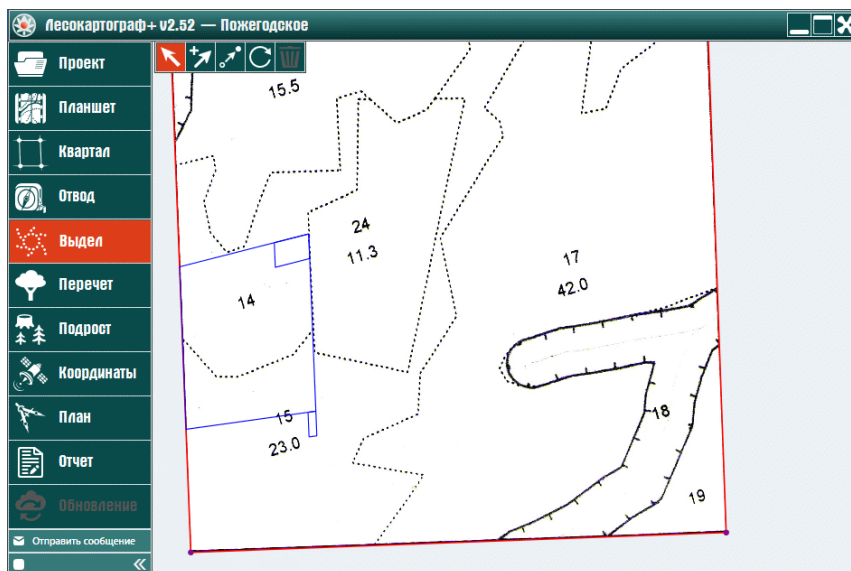 Лесокартограф+ v2.52 — Пожегодское
Проект
Планшет
Квартал
Отвод
Выдел
Перечет
Подрост
Координаты
План
Отчет
Обновление
Отправить сообщение
15.5
24
11.3
17
42.0
14
15
23.0
18
19